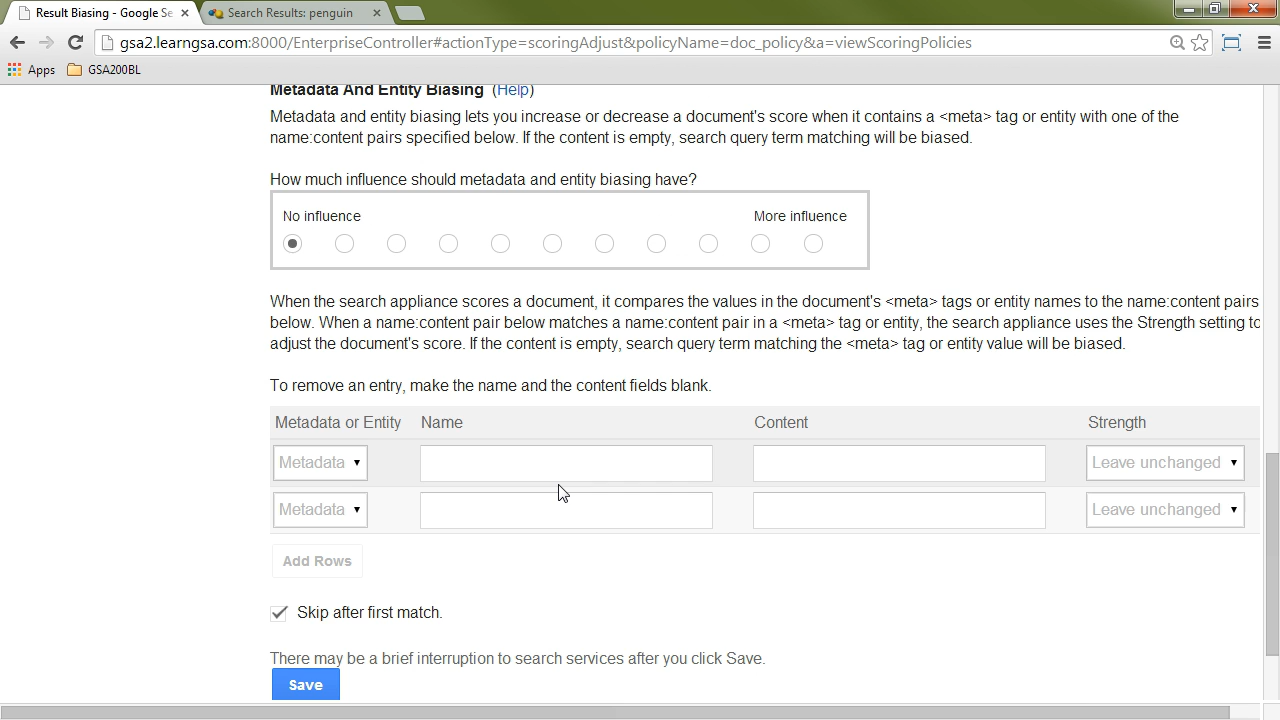 Result Biasing - Google Se
Search Results: penguin
gsa2.learngsa.com:8000/EnterpriseController#actionType=scoringAdjust&policyName=doc_policy&a=viewScoringPolicies
Apps GSA200BL
Metadata And Entity Biasing (Help)
Metadata and entity biasing lets you increase or decrease a document's score when it contains a <meta> tag or entity with one of the
name:content pairs specified below. If the content is empty, search query term matching will be biased.
How much influence should metadata and entity biasing have?
No influence More influence
When the search appliance scores a document, it compares the values in the document's <meta> tags or entity names to the name:content pairs
below. When a name:content pair below matches a name:content pair in a <meta> tag or entity, the search appliance uses the Strength setting to
adjust the document's score. If the content is empty, search query term matching the <meta> tag or entity value will be biased.
To remove an entry, make the name and the content fields blank.
Metadata or Entity Name Content Strength
Metadata Leave unchanged
Metadata Leave unchanged
Add Rows
Skip after first match.
There may be a brief interruption to search services after you click Save.
Save